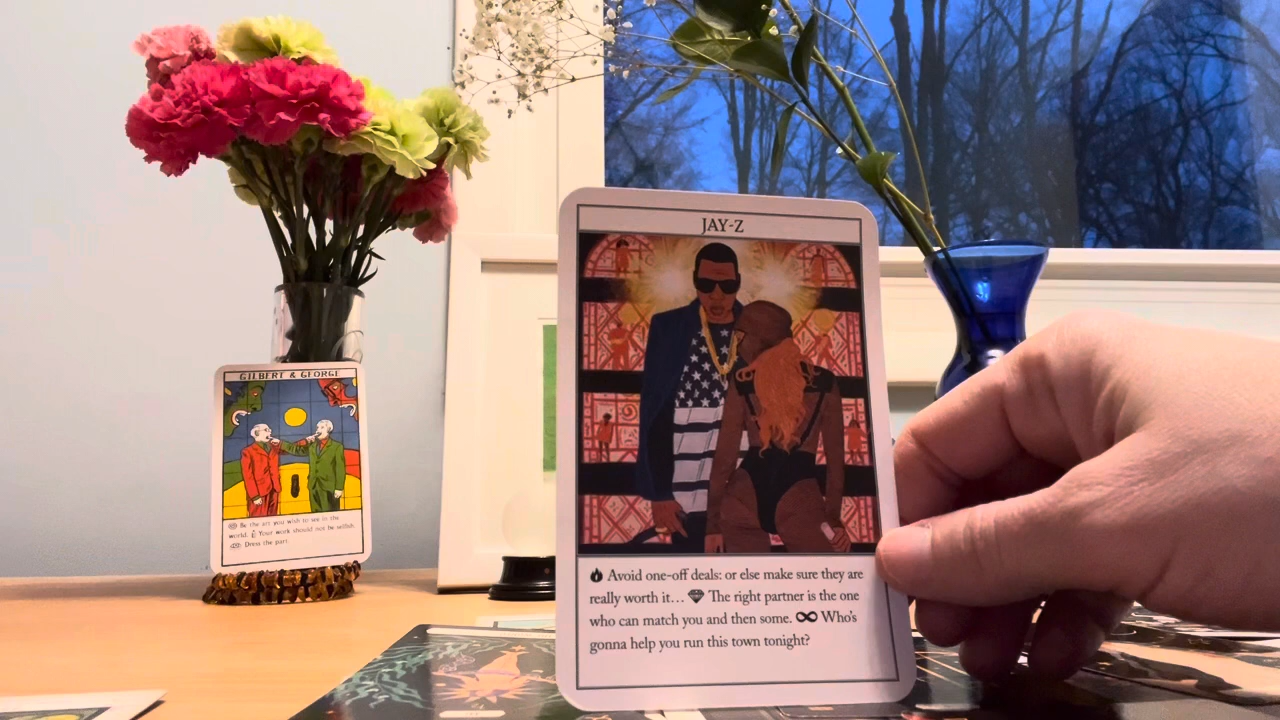 GILBERT & GEORGE
Be the art you wish to see in the
world. Your work should not be selfish.
Dress the part
JAY-Z
Avoid one-off deals: or else make sure they are
really worth it... The right partner is the one
who can match you and then some. Who's
gonna help you run this town tonight?